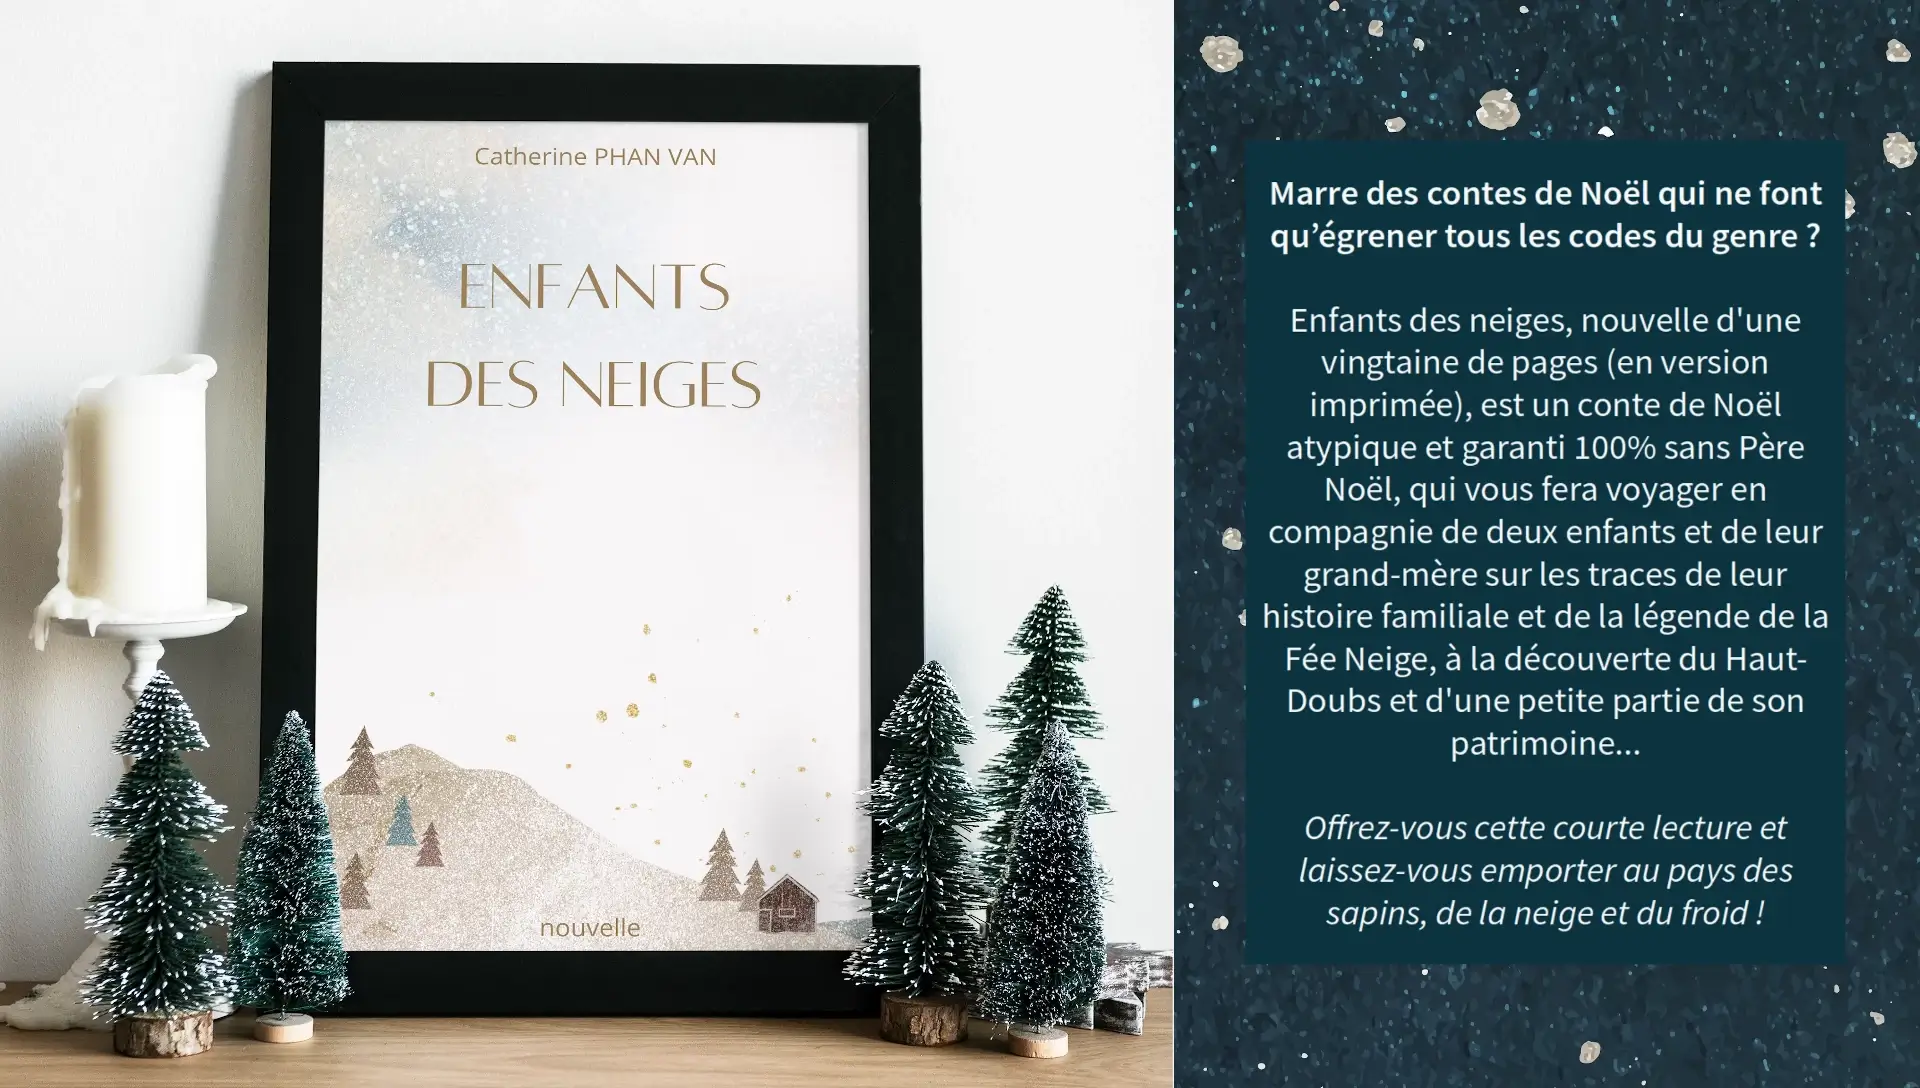 Catherine PHAN VAN
ENFANTS
DES NEIGES
nouvelle
Marre des contes de Noël qui ne font
qu’égrener tous les codes du genre ?
Enfants des neiges, nouvelle d'une
vingtaine de pages (en version
imprimée), est un conte de Noël
atypique et garanti 100% sans Père
Noël, qui vous fera voyager en
compagnie de deux enfants et de leur
grand-mère sur les traces de leur
histoire familiale et de la légende de la
Fée Neige, à la découverte du Haut-
Doubs et d'une petite partie de son
patrimoine...
Offrez-vous cette courte lecture et
laissez-vous emporter au pays des
sapins, de la neige et du froid !